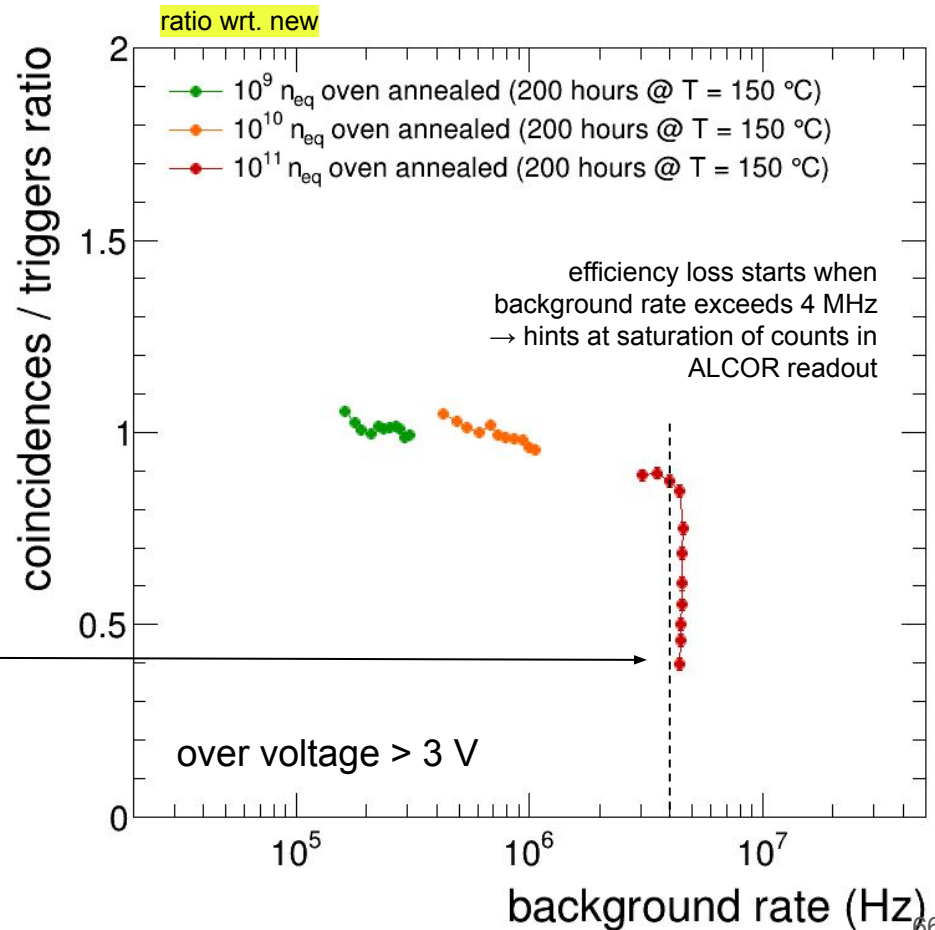 ratio wrt. new
coincidences / triggers ratio
2
1.5
1
0.5
0
10⁹ n_eq oven annealed (200 hours @ T = 150 °C)
10¹⁰ n_eq oven annealed (200 hours @ T = 150 °C)
10¹¹ n_eq oven annealed (200 hours @ T = 150 °C)
efficiency loss starts when
background rate exceeds 4 MHz
→ hints at saturation of counts in
ALCOR readout
over voltage > 3 V
10⁵
10⁶
10⁷
background rate (Hz)
66